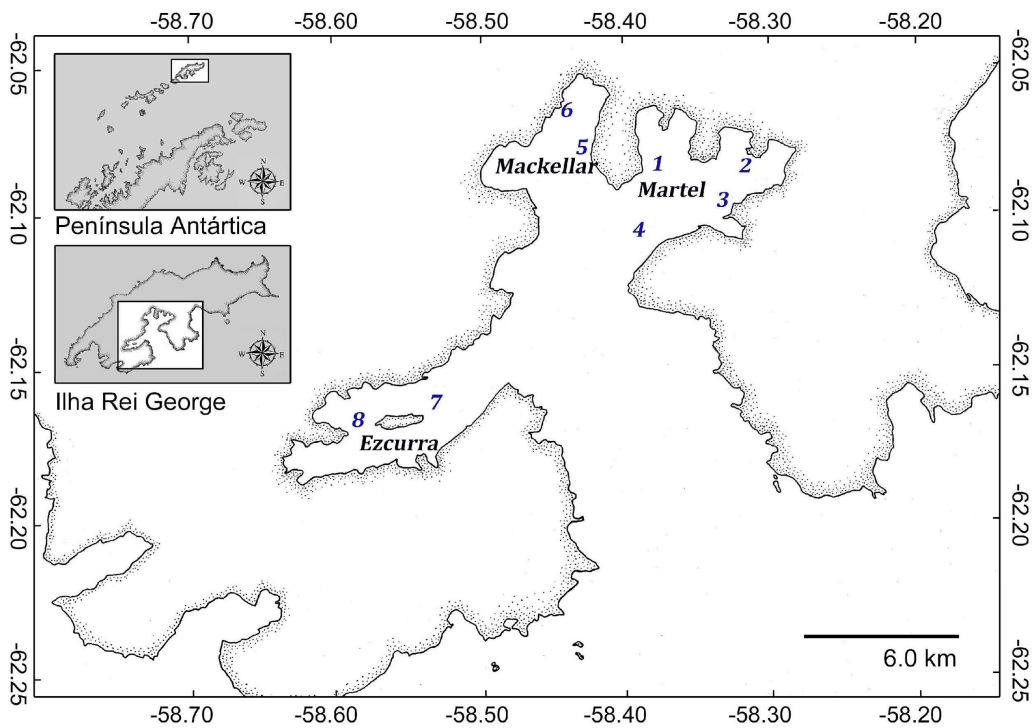 -58.70 -58.60 -58.50 -58.40 -58.30 -58.20
-62.05 -62.05
6
5
Mackellar
1
2
Martel
3
4
N
W E
S
Península Antártica
-62.10 -62.10
N
W E
S
Ilha Rei George
-62.15 -62.15
7
8
Ezcurra
-62.20 -62.20
6.0 km
-62.25 -62.25
-58.70 -58.60 -58.50 -58.40 -58.30 -58.20